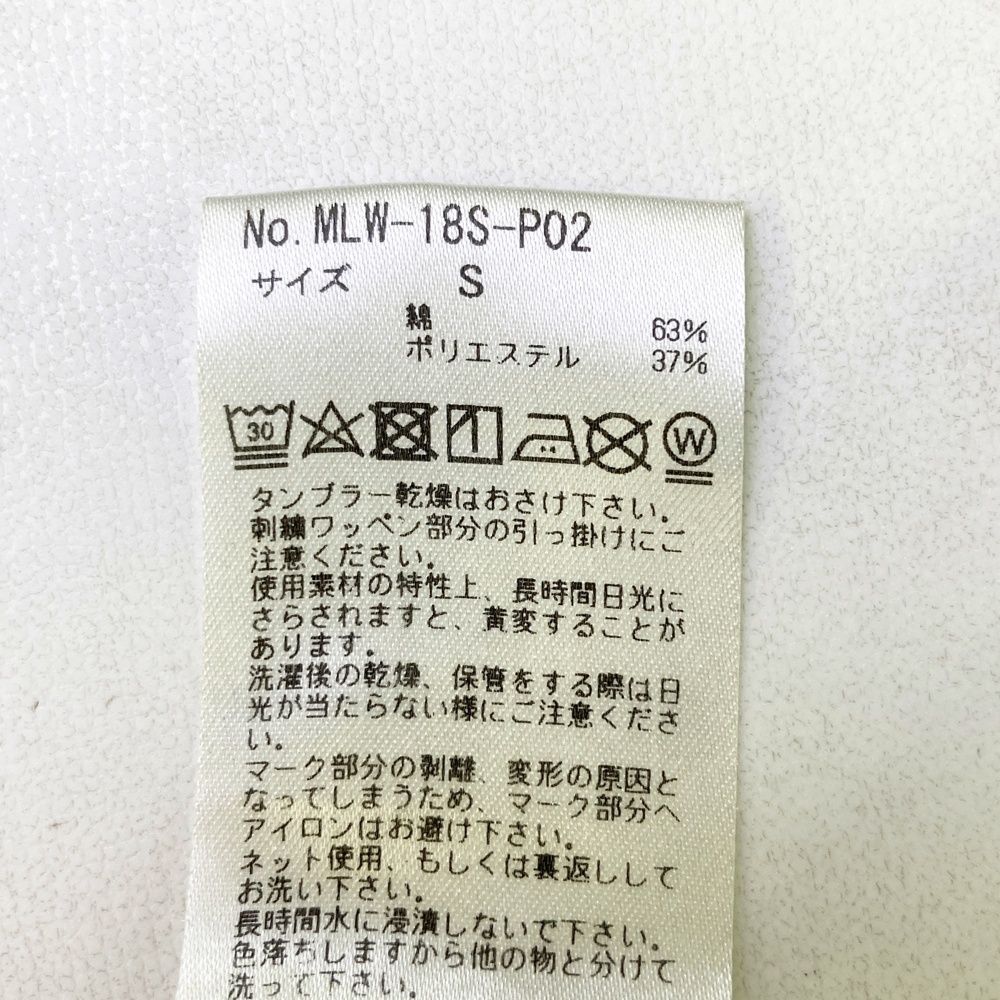 No. MLW-18S-P02
サイズ S
綿 63%
ポリエステル 37%
30 W
タンブラー乾燥はおさけ下さい。
刺繍ワッペン部分の引っ掛けにご
注意ください。
使用素材の特性上、長時間日光に
さらされますと、黄変することが
あります。
洗濯後の乾燥、保管をする際は日
光が当たらない様にご注意くださ
い。
マーク部分の剥離、変形の原因と
なってしまうため、マーク部分へ
アイロンはお避け下さい。
ネット使用、もしくは裏返しして
お洗い下さい。
長時間水に浸漬しないで下さい。
色落ちしますから他の物と分けて
洗って下さい。